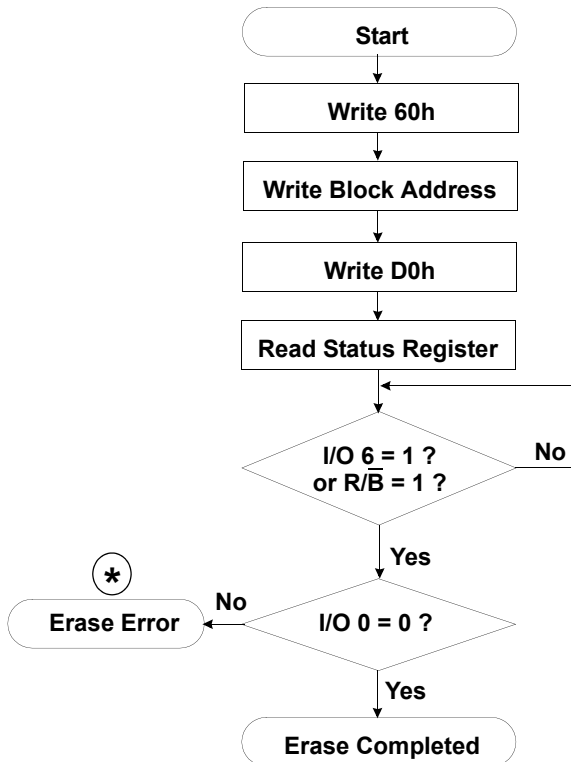 Start
Write 60h
Write Block Address
Write D0h
Read Status Register
I/O 6 = 1 ?
or R/B̅ = 1 ?
No
Yes
*
No
Erase Error
I/O 0 = 0 ?
Yes
Erase Completed